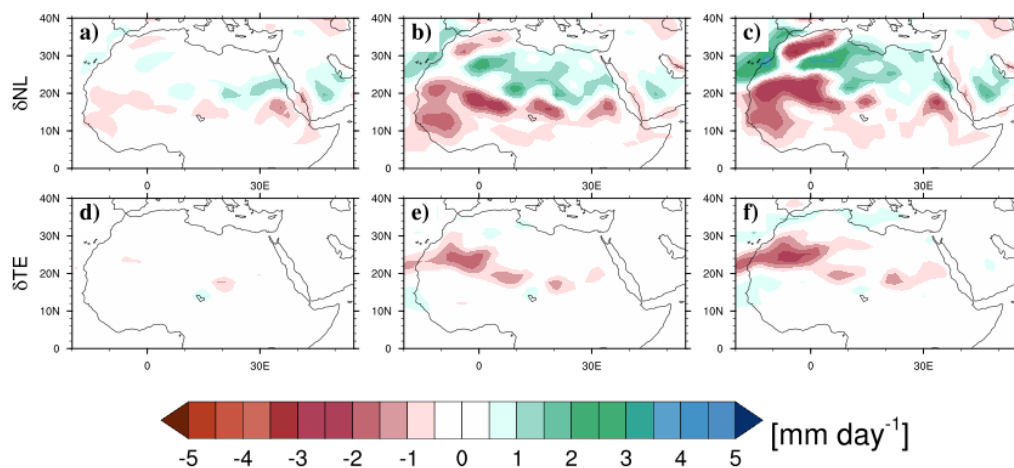 a) b) c)
40N 40N 40N
30N 30N 30N
δNL 20N 20N 20N
10N 10N 10N
0 0 0
0 30E 0 30E 0 30E
d) e) f)
40N 40N 40N
30N 30N 30N
δTE 20N 20N 20N
10N 10N 10N
0 0 0
0 30E 0 30E 0 30E
-5 -4 -3 -2 -1 0 1 2 3 4 5 [mm day⁻¹]